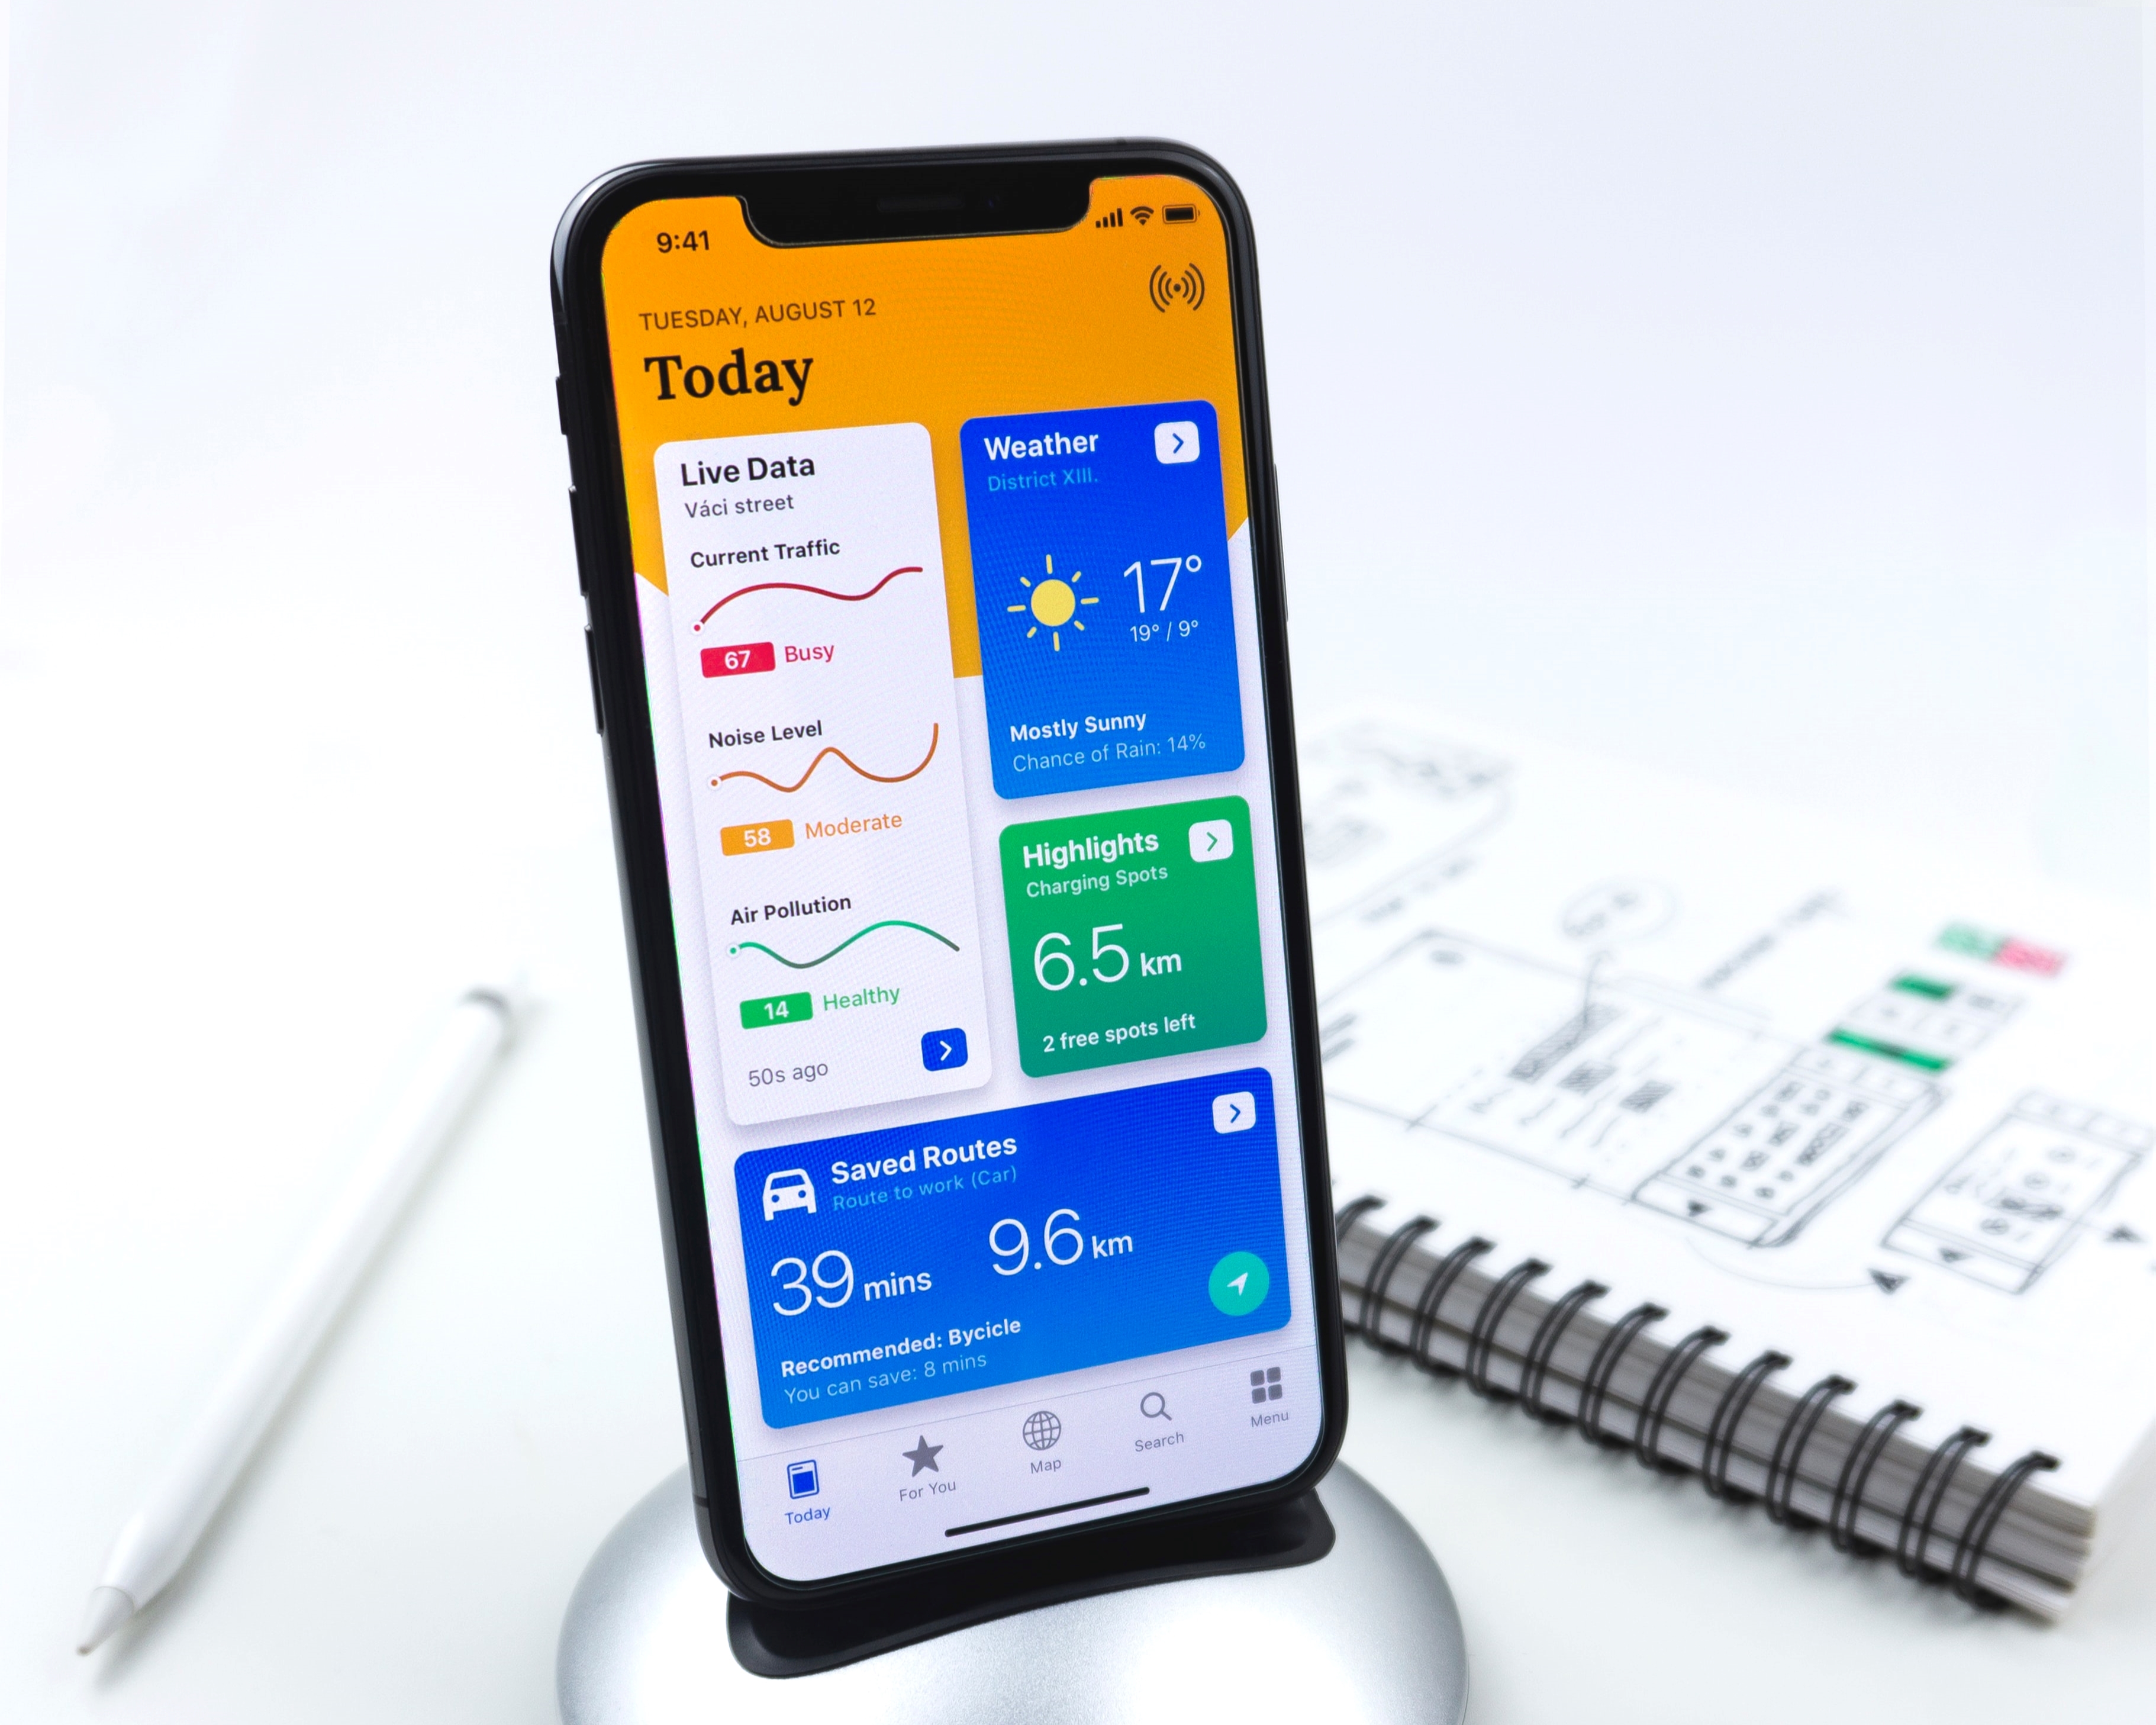 9:41
TUESDAY, AUGUST 12
Today
Live Data
Váci street
Current Traffic
67 Busy
Noise Level
58 Moderate
Air Pollution
14 Healthy
50s ago
Weather
District XIII.
17°
19° / 9°
Mostly Sunny
Chance of Rain: 14%
Highlights
Charging Spots
6.5 km
2 free spots left
Saved Routes
Route to work (Car)
39 mins 9.6 km
Recommended: Bycicle
You can save: 8 mins
Today
For You
Map
Search
Menu